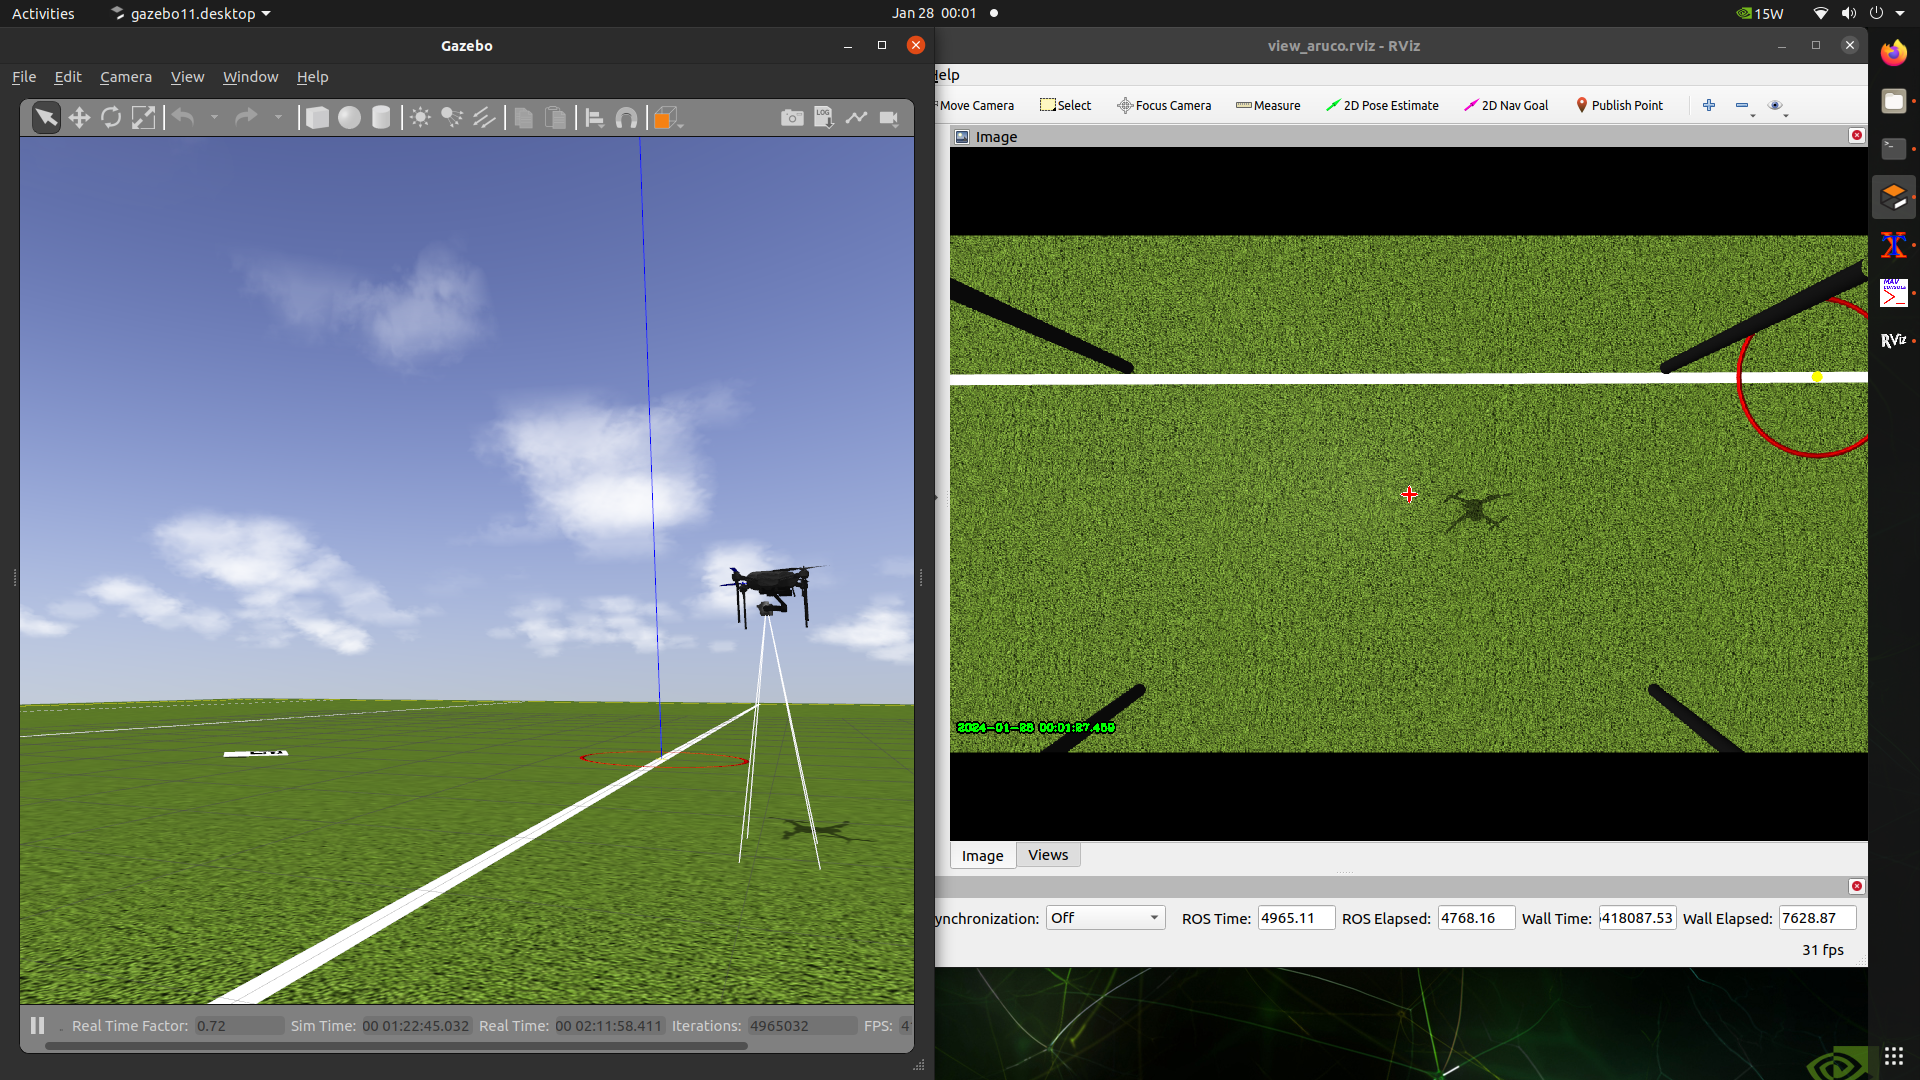 Activities
gazebo11.desktop
Jan 28 00:01
15W
Gazebo
File Edit Camera View Window Help
LOG
Real Time Factor: 0.72 Sim Time: 00 01:22:45.032 Real Time: 00 02:11:58.411 Iterations: 4965032 FPS:
view_aruco.rviz - RViz
Help
Move Camera Select Focus Camera Measure 2D Pose Estimate 2D Nav Goal Publish Point
Image
2024-01-28 00:01:27.459
Image Views
ynchronization: Off ROS Time: 4965.11 ROS Elapsed: 4768.16 Wall Time: 418087.53 Wall Elapsed: 7628.87
31 fps
MAV
CONSOLE
RViz